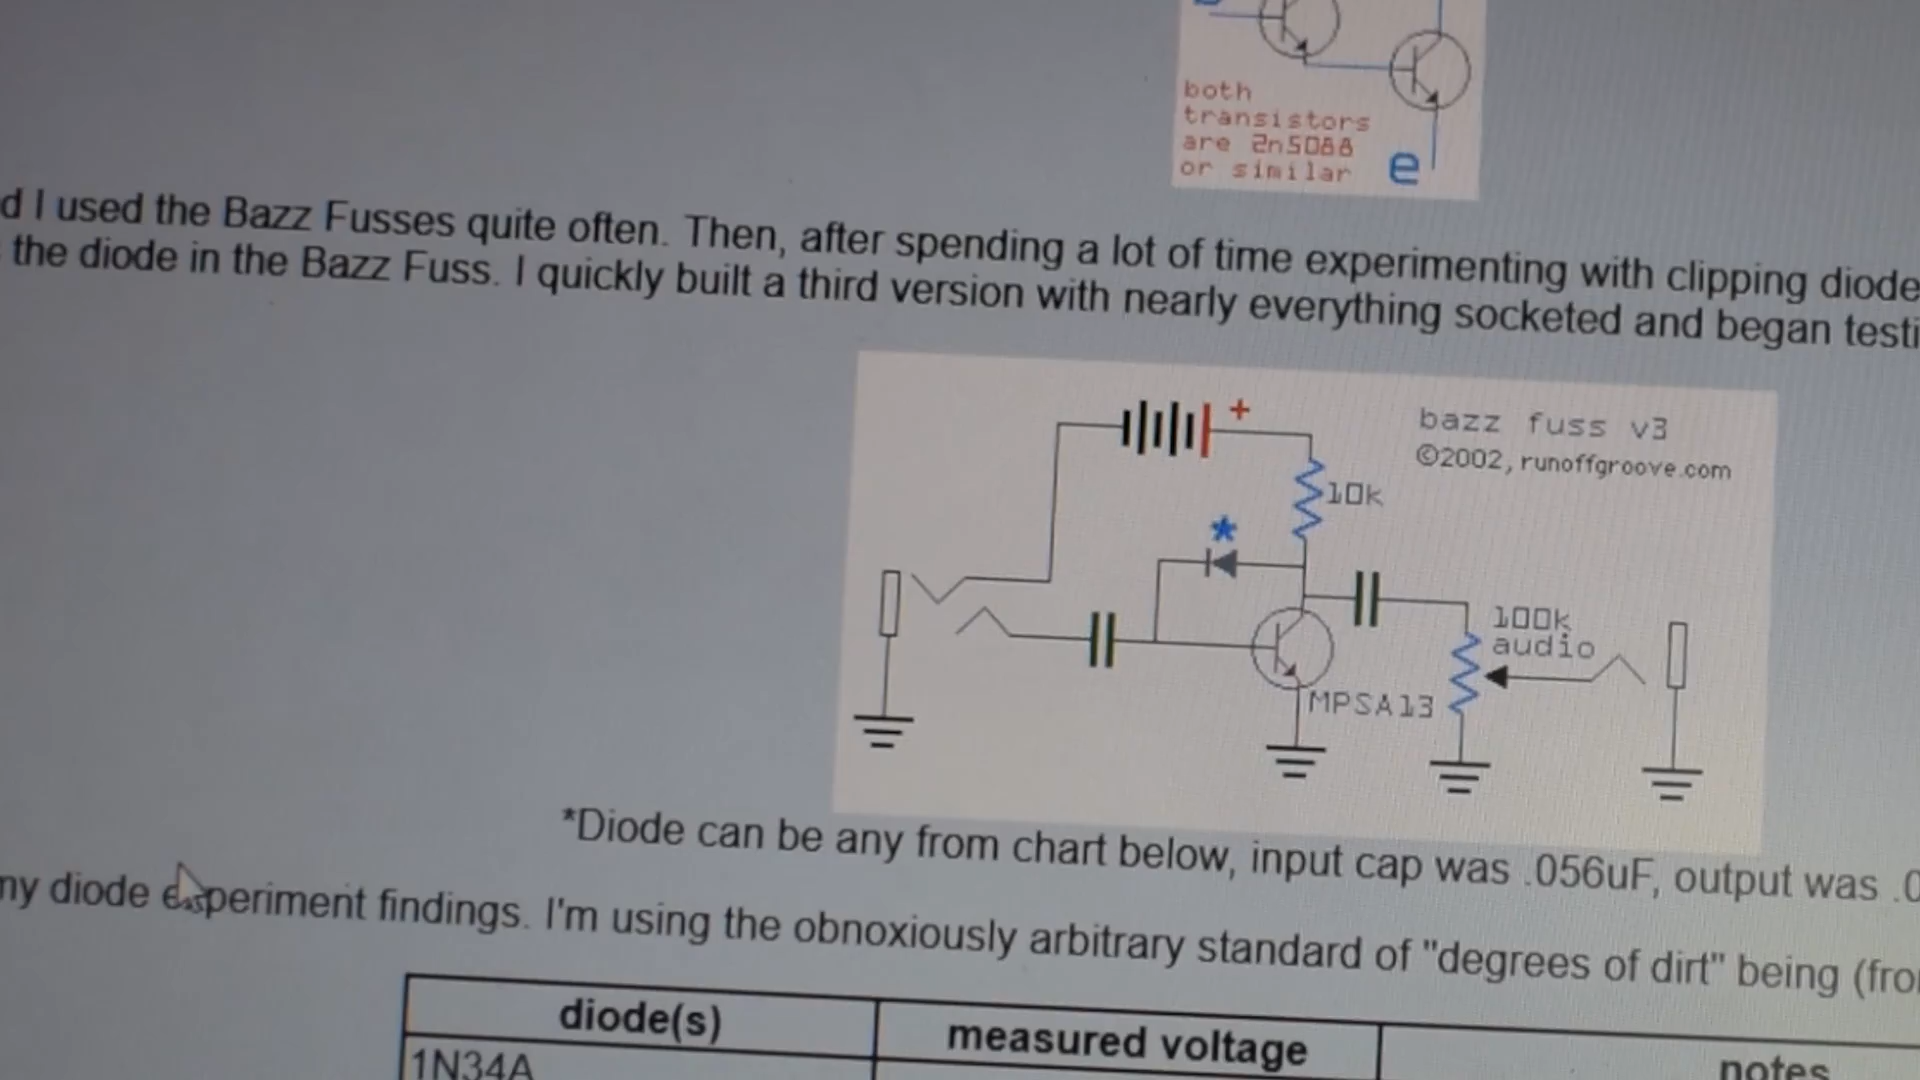 both
transistors
are 2n5088
or similar
e
d I used the Bazz Fusses quite often. Then, after spending a lot of time experimenting with clipping diode
the diode in the Bazz Fuss. I quickly built a third version with nearly everything socketed and began testi
+
bazz fuss v3
©2002, runoffgroove.com
10k
*
100k
audio
MPSA13
*Diode can be any from chart below, input cap was .056uF, output was .0
my diode experiment findings. I'm using the obnoxiously arbitrary standard of "degrees of dirt" being (fro
diode(s)
measured voltage
notes
1N34A